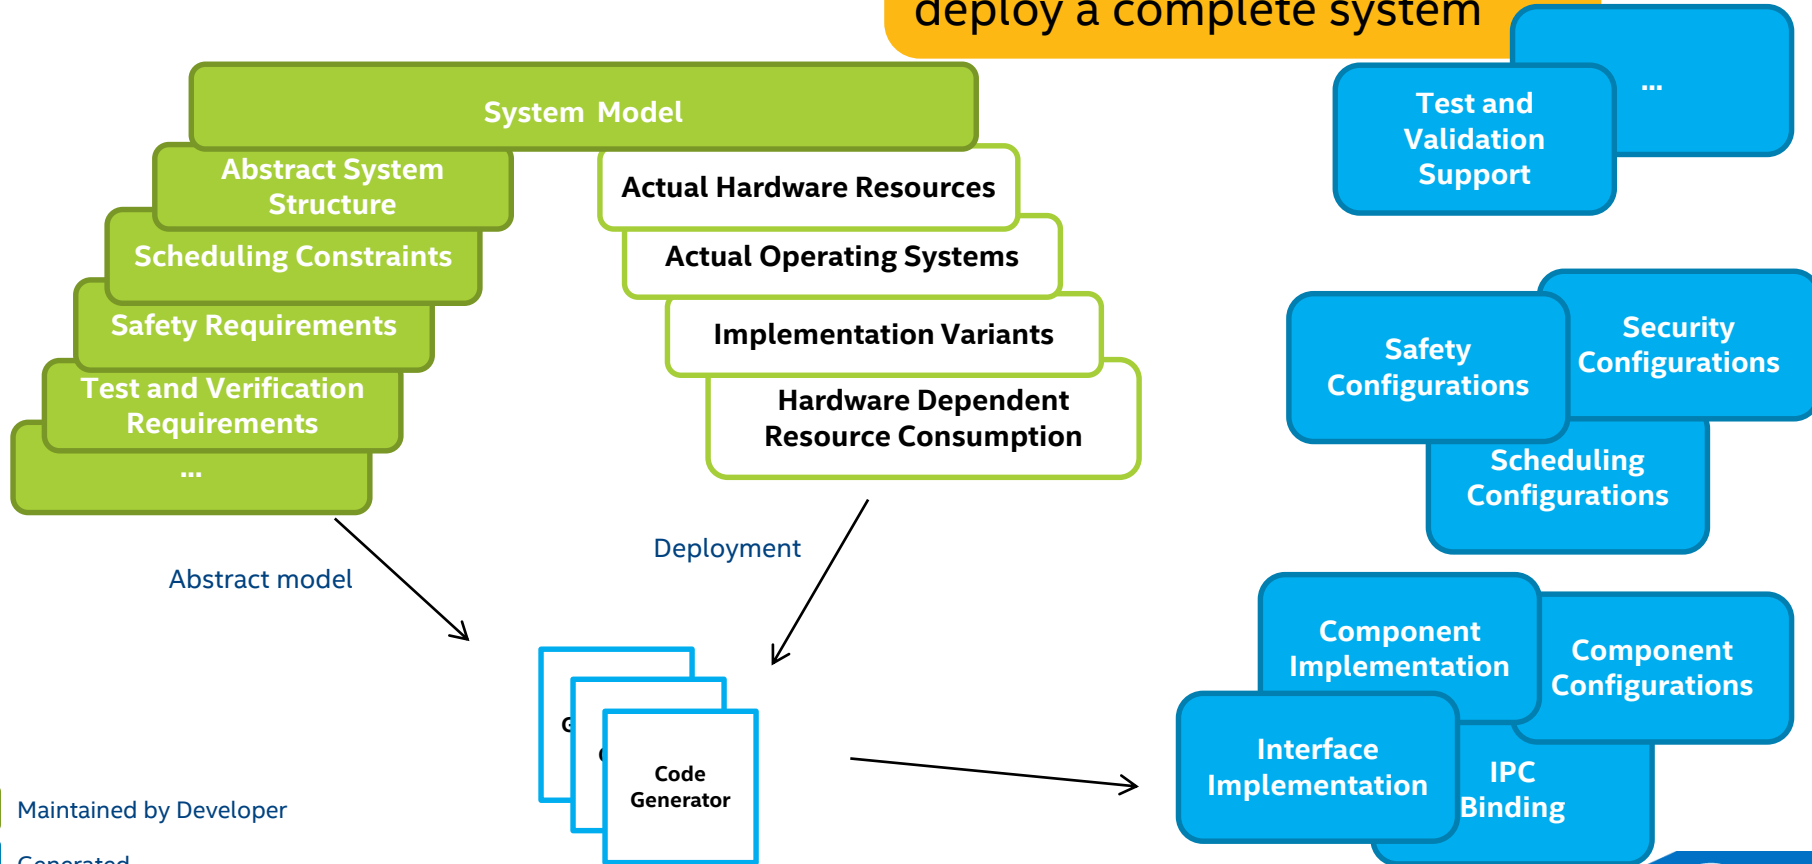 deploy a complete system
System Model
Abstract System
Structure
Scheduling Constraints
Safety Requirements
Test and Verification
Requirements
...
Actual Hardware Resources
Actual Operating Systems
Implementation Variants
Hardware Dependent
Resource Consumption
Abstract model
Deployment
Code
Generator
Maintained by Developer
Generated
...
Test and
Validation
Support
Security
Configurations
Safety
Configurations
Scheduling
Configurations
Component
Implementation
Component
Configurations
Interface
Implementation
IPC
Binding